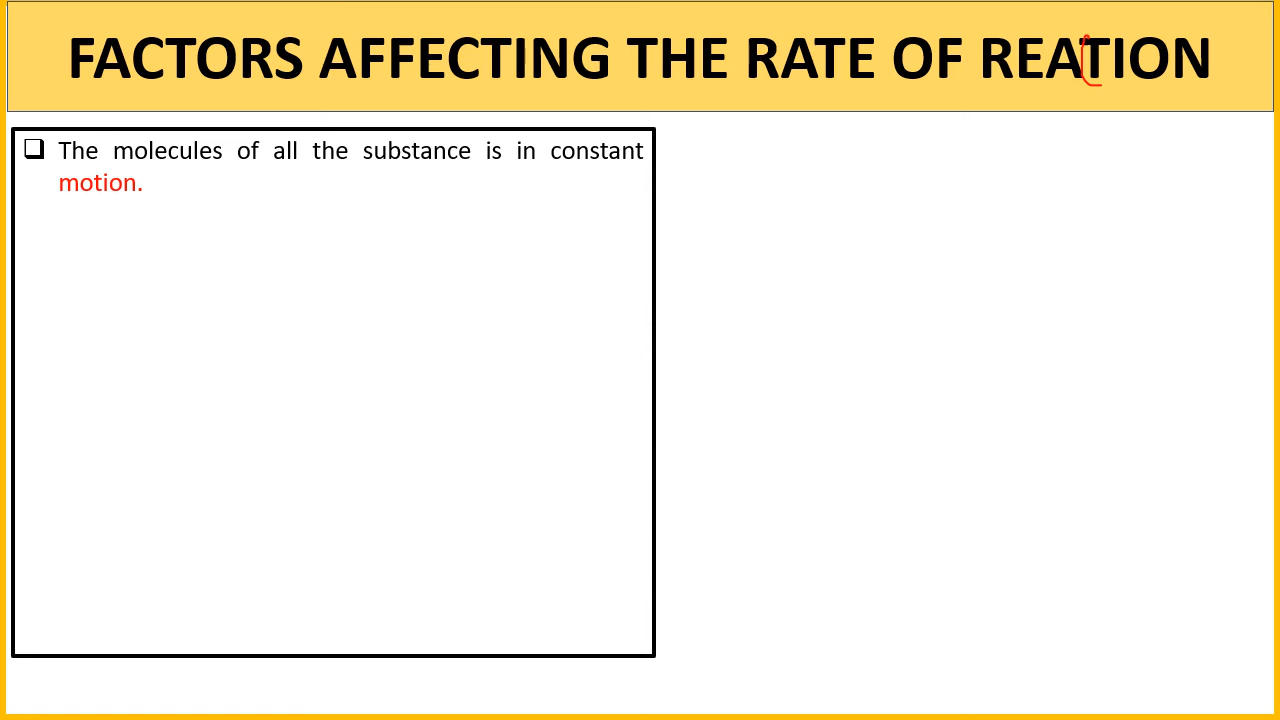 FACTORS AFFECTING THE RATE OF REATION
❑ The molecules of all the substance is in constant
motion.